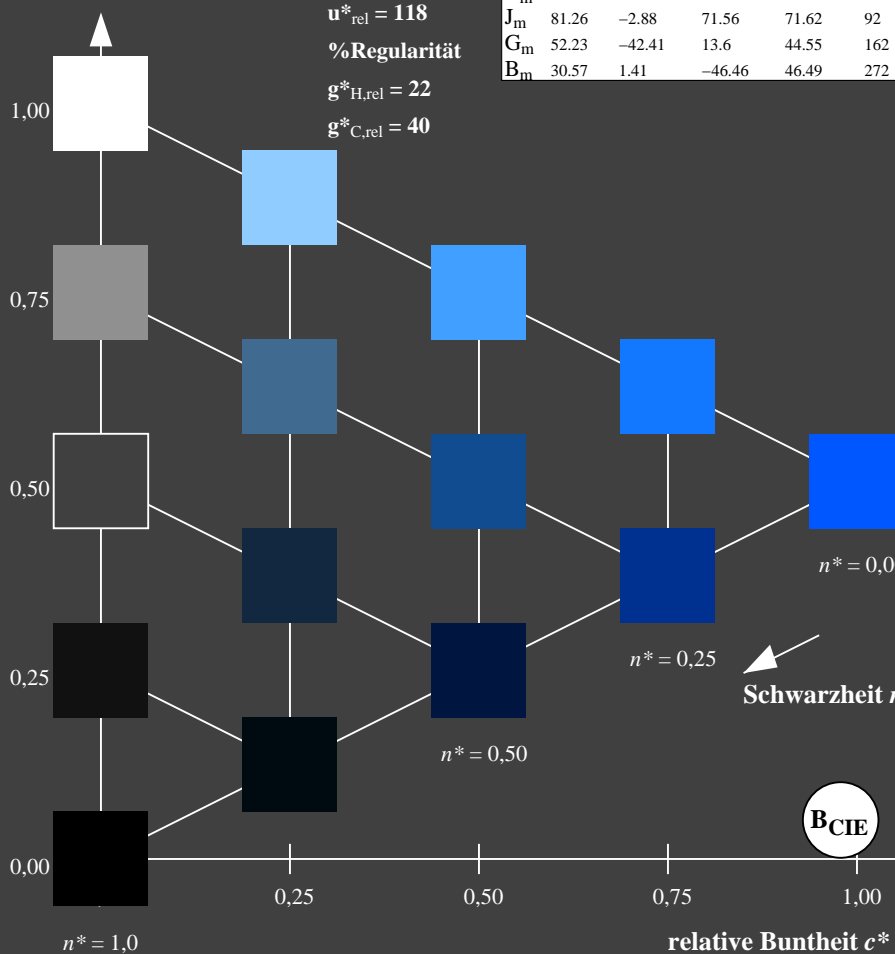 u*rel = 118
%Regularität
g*H,rel = 22
g*C,rel = 40
Jm 81.26 −2.88 71.56 71.62 92
Gm 52.23 −42.41 13.6 44.55 162
Bm 30.57 1.41 −46.46 46.49 272
1,00
0,75
0,50
0,25
0,00
n* = 0,0
n* = 0,25
Schwarzheit
n* = 0,50
BCIE
0,25 0,50 0,75 1,00
n* = 1,0
relative Buntheit c*